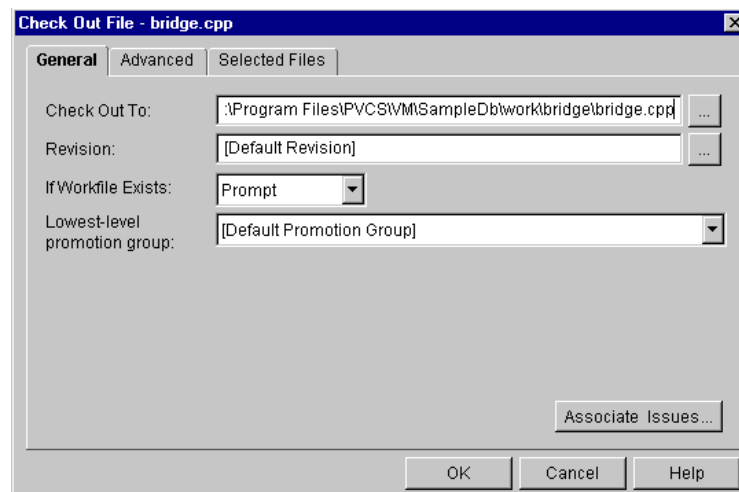 Check Out File - bridge.cpp
General Advanced Selected Files
Check Out To: :\Program Files\PVCS\VM\SampleDb\work\bridge\bridge.cpp ...
Revision: [Default Revision] ...
If Workfile Exists: Prompt
Lowest-level
promotion group: [Default Promotion Group]
Associate Issues...
OK Cancel Help